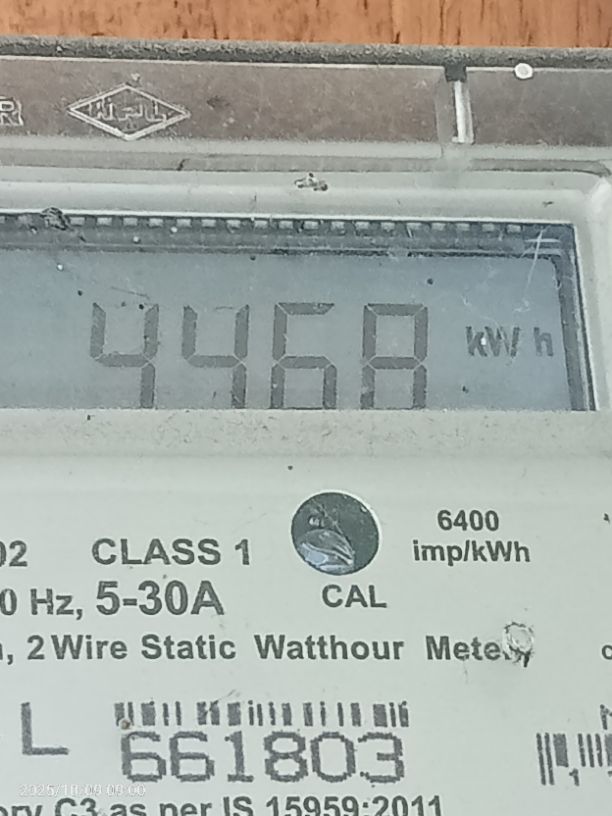 4468 kWh
6400
02 CLASS 1 imp/kWh
0 Hz, 5-30A CAL
, 2 Wire Static Watthour Meter
L
661803
2025/10/09 09:00
ory C3 as per IS 15959:2011